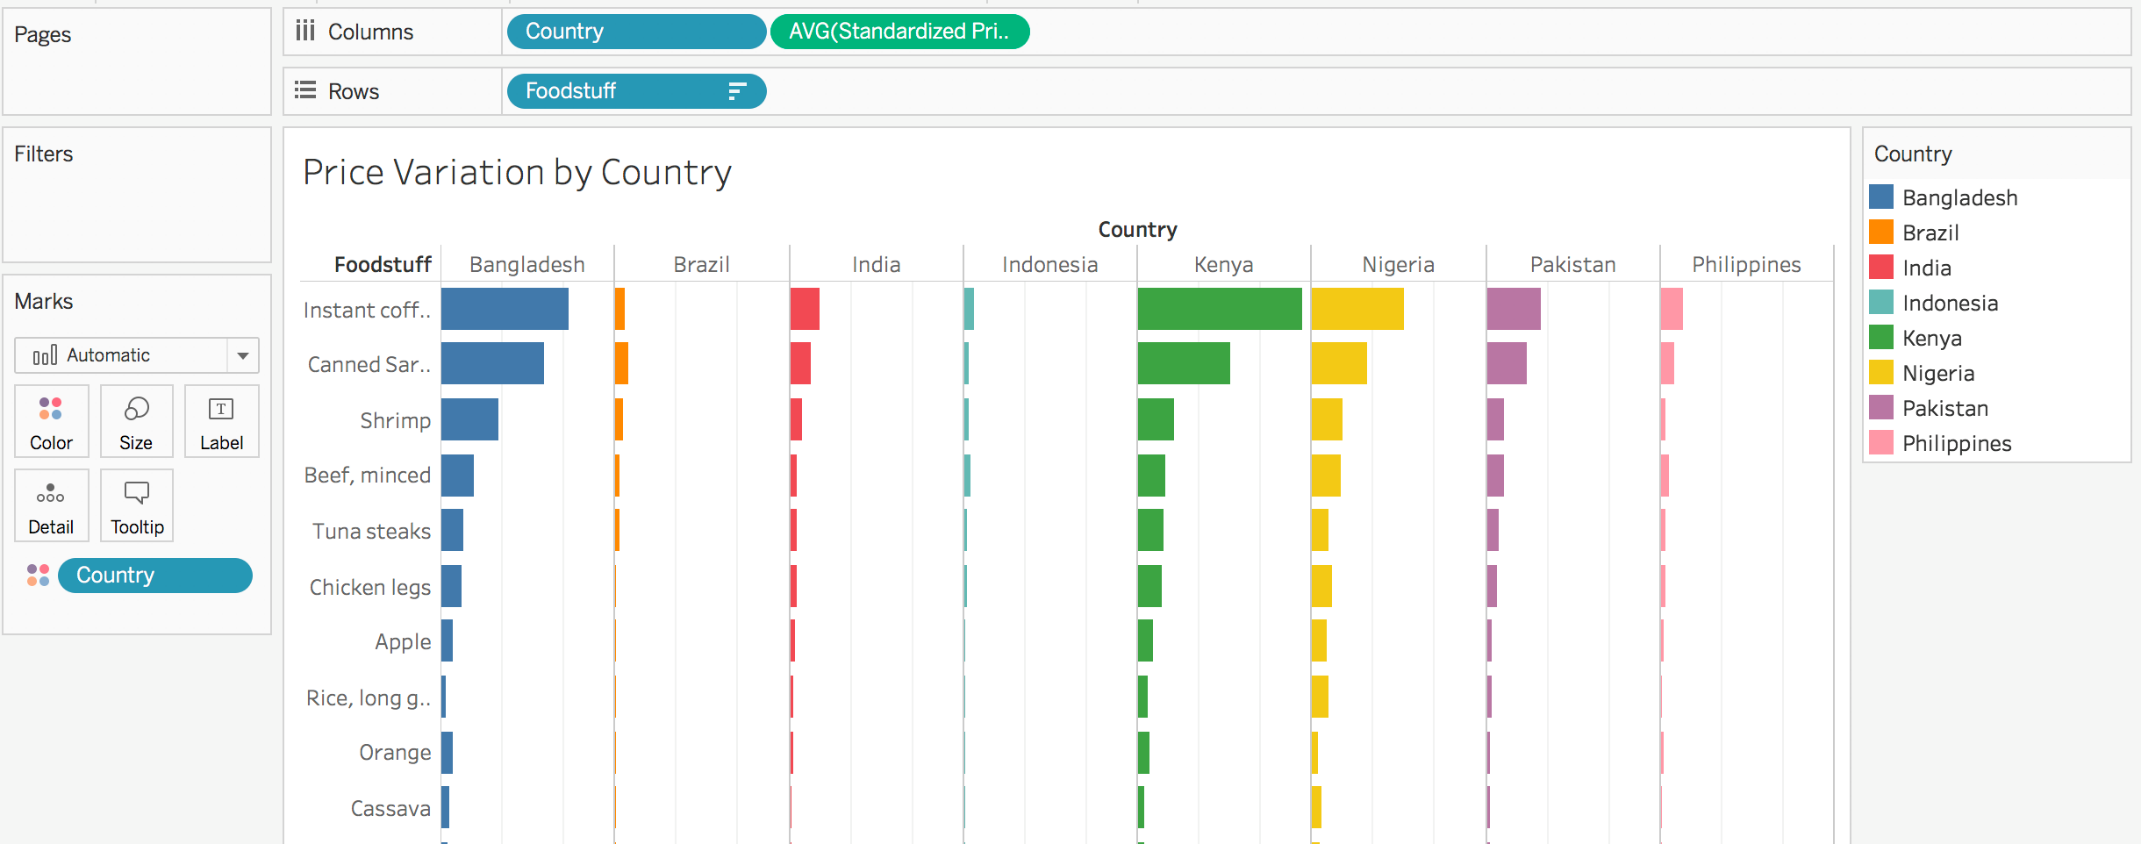 Pages
Columns
Country
AVG(Standardized Pri..
Rows
Foodstuff
Filters
Marks
Automatic
Color
Size
Label
Detail
Tooltip
Country
Price Variation by Country
Country
Foodstuff
Bangladesh
Brazil
India
Indonesia
Kenya
Nigeria
Pakistan
Philippines
Instant coff..
Canned Sar..
Shrimp
Beef, minced
Tuna steaks
Chicken legs
Apple
Rice, long g..
Orange
Cassava
Country
Bangladesh
Brazil
India
Indonesia
Kenya
Nigeria
Pakistan
Philippines